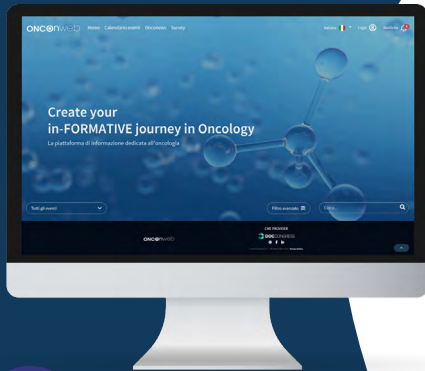 ONCONWEB
Home Calendario eventi Documenti Survey
Italiano
Login
Create your
in-FORMATIVE journey in Oncology
La piattaforma di informazione dedicata all'oncologia
Tutti gli eventi
Filtro avanzato
Cerca
ONCONWEB
CME PROVIDER
DOCCONGRESS